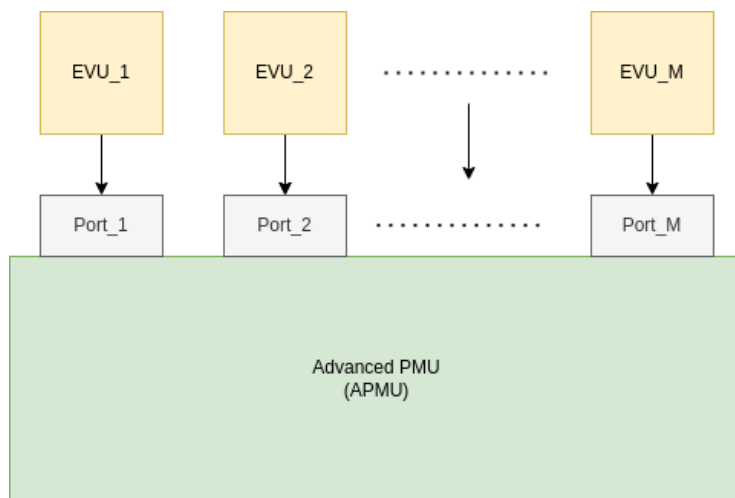 EVU_1 EVU_2 EVU_M
Port_1 Port_2 Port_M
Advanced PMU
(APMU)